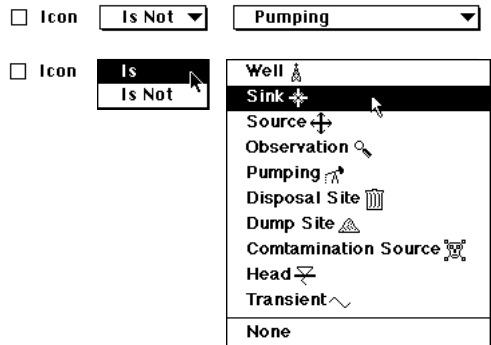 Icon Is Not Pumping
Icon Is Well
Is Not Sink
Source
Observation
Pumping
Disposal Site
Dump Site
Comtamination Source
Head
Transient
None